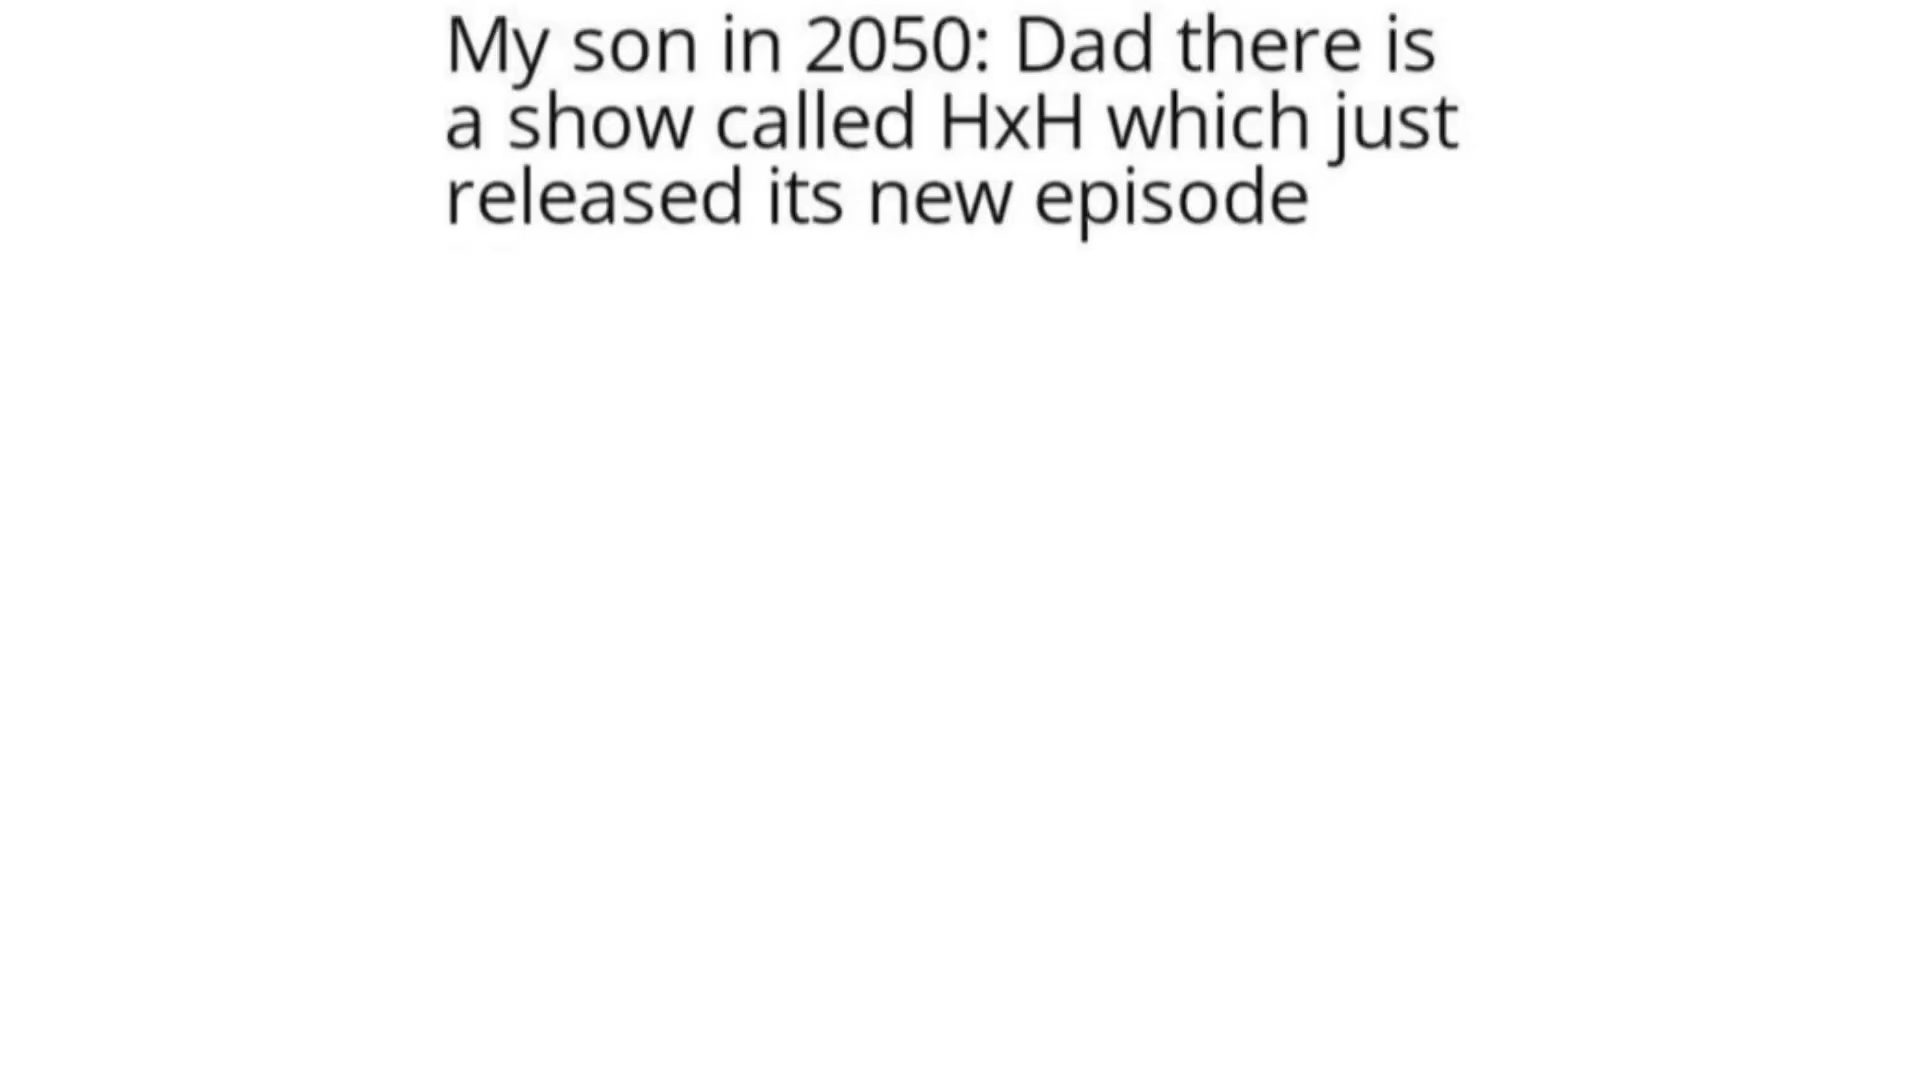 My son in 2050: Dad there is
a show called HxH which just
released its new episode